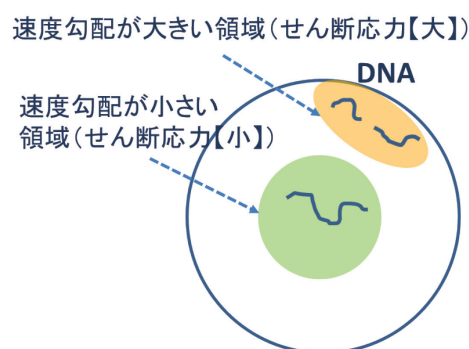 速度勾配が大きい領域（せん断応力【大】）
DNA
速度勾配が小さい
領域（せん断応力【小】）